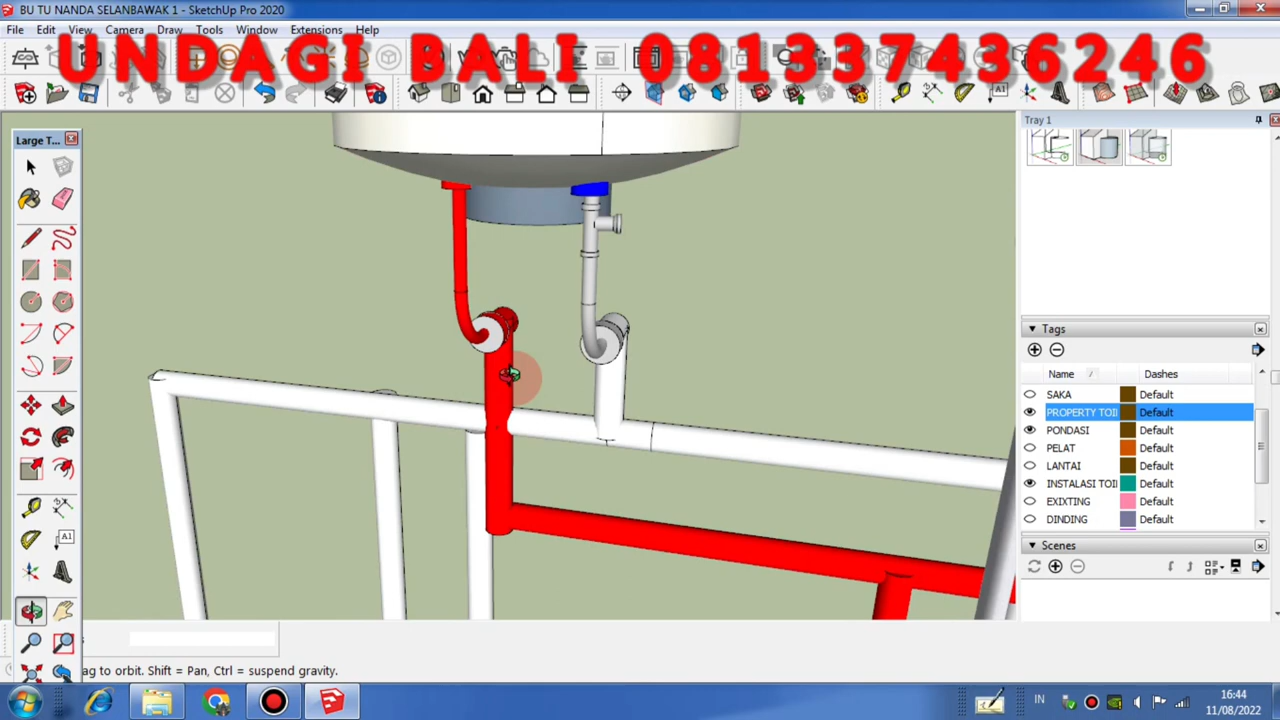 BU TU NANDA SELANBAWAK 1 - SketchUp Pro 2020
File Edit View Camera Draw Tools Window Extensions Help
UNDAGI BALI 081337436246
A1
Large T...
A1
Tray 1
Tags
Name Dashes
SAKA Default
PROPERTY TOI Default
PONDASI Default
PELAT Default
LANTAI Default
INSTALASI TOI Default
EXIXTING Default
DINDING Default
Scenes
ag to orbit. Shift = Pan, Ctrl = suspend gravity.
IN
16:44
11/08/2022